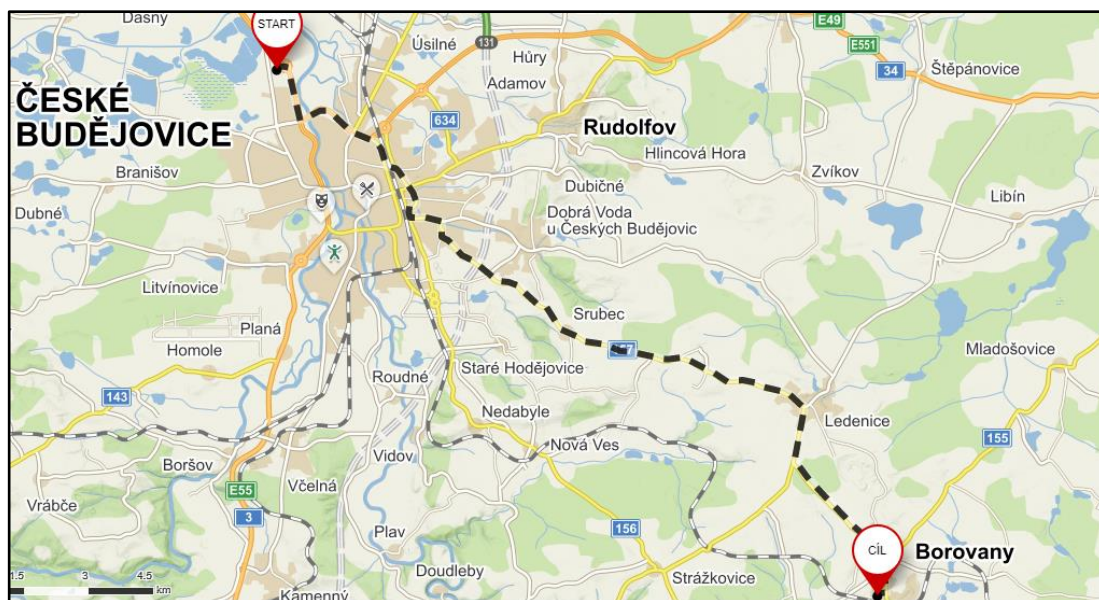 Dasný
START
Úsilné
131
Hůry
Adamov
E49
E551
34
Štěpánovice
ČESKÉ
BUDĚJOVICE
634
Rudolfov
Hlincová Hora
Branišov
Zvíkov
Dubičné
Libín
Dubné
Dobrá Voda
u Českých Budějovic
Litvínovice
Srubec
Planá
Homole
Mladošovice
Staré Hodějovice
Roudné
143
Nedabyle
Ledenice
Nová Ves
155
Boršov
Vidov
Včelná
E55
Vrábče
3
156
Plav
CÍL
Borovany
Doudleby
Strážkovice
1.5 3 4.5
km
Kamenný